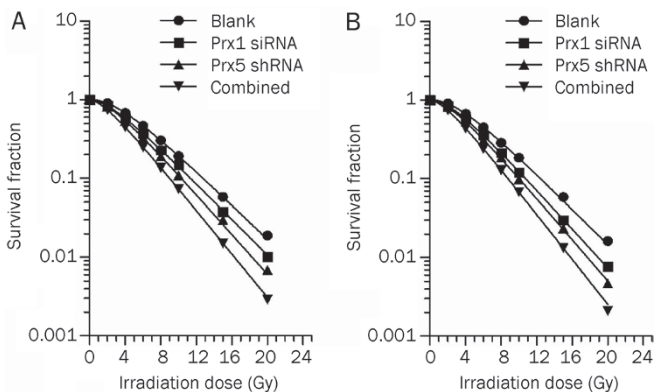 A
Blank
Prx1 siRNA
Prx5 shRNA
Combined
10
1
0.1
0.01
0.001
Survival fraction
0 4 8 12 16 20 24
Irradiation dose (Gy)
B
Blank
Prx1 siRNA
Prx5 shRNA
Combined
10
1
0.1
0.01
0.001
Survival fraction
0 4 8 12 16 20 24
Irradiation dose (Gy)